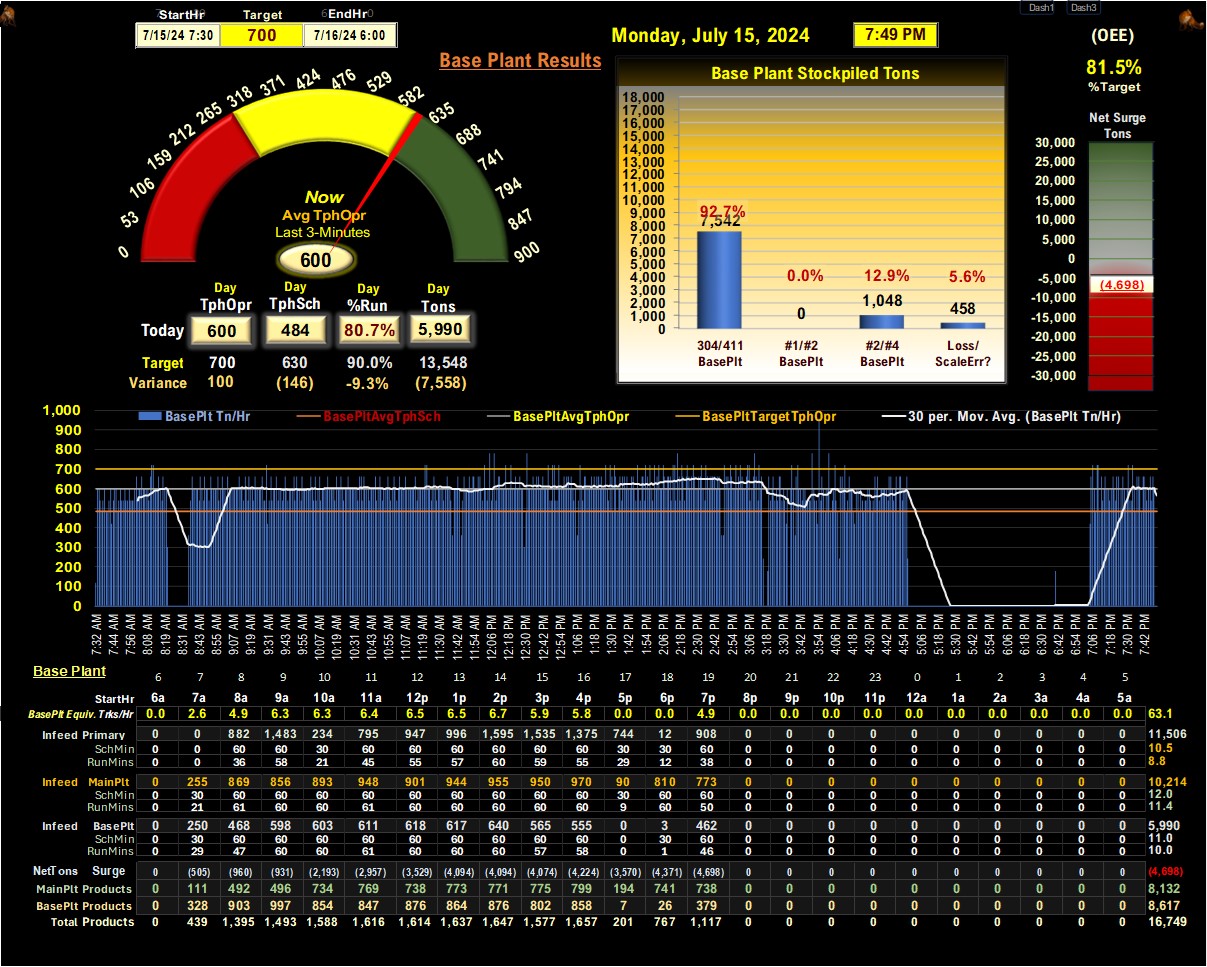 StartHr Target EndHr
7/15/24 7:30 700 7/16/24 6:00
Monday, July 15, 2024 7:49 PM
Dash1 Dash3
(OEE)
81.5%
%Target
Base Plant Results
0 53 106 159 212 265 318 371 424 476 529 582 635 688 741 794 847 900
Now
Avg TphOpr
Last 3-Minutes
600
Day Day Day Day
TphOpr TphSch %Run Tons
Today 600 484 80.7% 5,990
Target 700 630 90.0% 13,548
Variance 100 (146) -9.3% (7,558)
Base Plant Stockpiled Tons
18,000
17,000
16,000
15,000
14,000
13,000
12,000
11,000
10,000
9,000
8,000
7,000
6,000
5,000
4,000
3,000
2,000
1,000
0
92.7% 0.0% 12.9% 5.6%
7,542 0 1,048 458
304/411 #1/#2 #2/#4 Loss/
BasePlt BasePlt BasePlt ScaleErr?
Net Surge
Tons
30,000
25,000
20,000
15,000
10,000
5,000
0
-5,000
(4,698)
-10,000
-15,000
-20,000
-25,000
-30,000
BasePlt Tn/Hr BasePltAvgTphSch BasePltAvgTphOpr BasePltTargetTphOpr 30 per. Mov. Avg. (BasePlt Tn/Hr)
1,000
900
800
700
600
500
400
300
200
100
0
7:32 AM 7:44 AM 7:56 AM 8:08 AM 8:19 AM 8:31 AM 8:43 AM 8:55 AM 9:07 AM 9:19 AM 9:31 AM 9:43 AM 9:55 AM 10:07 AM 10:19 AM 10:31 AM 10:43 AM 10:55 AM 11:07 AM 11:19 AM 11:30 AM 11:42 AM 11:54 AM 12:06 PM 12:18 PM 12:30 PM 12:42 PM 12:54 PM 1:06 PM 1:18 PM 1:30 PM 1:42 PM 1:54 PM 2:06 PM 2:18 PM 2:30 PM 2:42 PM 2:54 PM 3:06 PM 3:18 PM 3:30 PM 3:42 PM 3:54 PM 4:06 PM 4:18 PM 4:30 PM 4:42 PM 4:54 PM 5:06 PM 5:18 PM 5:30 PM 5:42 PM 5:54 PM 6:06 PM 6:18 PM 6:30 PM 6:42 PM 6:54 PM 7:06 PM 7:18 PM 7:30 PM 7:42 PM
Base Plant 6 7 8 9 10 11 12 13 14 15 16 17 18 19 20 21 22 23 0 1 2 3 4 5
StartHr 6a 7a 8a 9a 10a 11a 12p 1p 2p 3p 4p 5p 6p 7p 8p 9p 10p 11p 12a 1a 2a 3a 4a 5a
BasePlt Equiv. Trks/Hr 0.0 2.6 4.9 6.3 6.3 6.4 6.5 6.5 6.7 5.9 5.8 0.0 0.0 4.9 0.0 0.0 0.0 0.0 0.0 0.0 0.0 0.0 0.0 0.0 63.1
Infeed Primary 0 0 882 1,483 234 795 947 996 1,595 1,535 1,375 744 12 908 0 0 0 0 0 0 0 0 0 0 11,506
SchMin 0 0 60 60 30 60 60 60 60 60 60 30 30 60 0 0 0 0 0 0 0 0 0 0 10.5
RunMins 0 0 36 58 21 45 55 57 60 59 55 29 12 38 0 0 0 0 0 0 0 0 0 0 8.8
Infeed MainPlt 0 255 869 856 893 948 901 944 955 950 970 90 810 773 0 0 0 0 0 0 0 0 0 0 10,214
SchMin 0 30 60 60 60 60 60 60 60 60 60 30 60 60 0 0 0 0 0 0 0 0 0 0 12.0
RunMins 0 21 61 60 60 61 60 60 60 60 60 9 60 50 0 0 0 0 0 0 0 0 0 0 11.4
Infeed BasePlt 0 250 468 598 603 611 618 617 640 565 555 0 3 462 0 0 0 0 0 0 0 0 0 0 5,990
SchMin 0 30 60 60 60 60 60 60 60 60 60 0 30 60 0 0 0 0 0 0 0 0 0 0 11.0
RunMins 0 29 47 60 60 61 60 60 60 57 58 0 1 46 0 0 0 0 0 0 0 0 0 0 10.0
NetTons Surge 0 (505) (960) (931) (2,193) (2,957) (3,529) (4,094) (4,094) (4,074) (4,224) (3,570) (4,371) (4,698) 0 0 0 0 0 0 0 0 0 0 (4,698)
MainPlt Products 0 111 492 496 734 769 738 773 771 775 799 194 741 738 0 0 0 0 0 0 0 0 0 0 8,132
BasePlt Products 0 328 903 997 854 847 876 864 876 802 858 7 26 379 0 0 0 0 0 0 0 0 0 0 8,617
Total Products 0 439 1,395 1,493 1,588 1,616 1,614 1,637 1,647 1,577 1,657 201 767 1,117 0 0 0 0 0 0 0 0 0 0 16,749